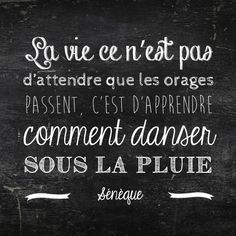 La vie ce n'est pas
d'attendre que les orages
PASSENT, C'EST D'APPRENDRE
comment danser
SOUS LA PLUIE
Sénèque